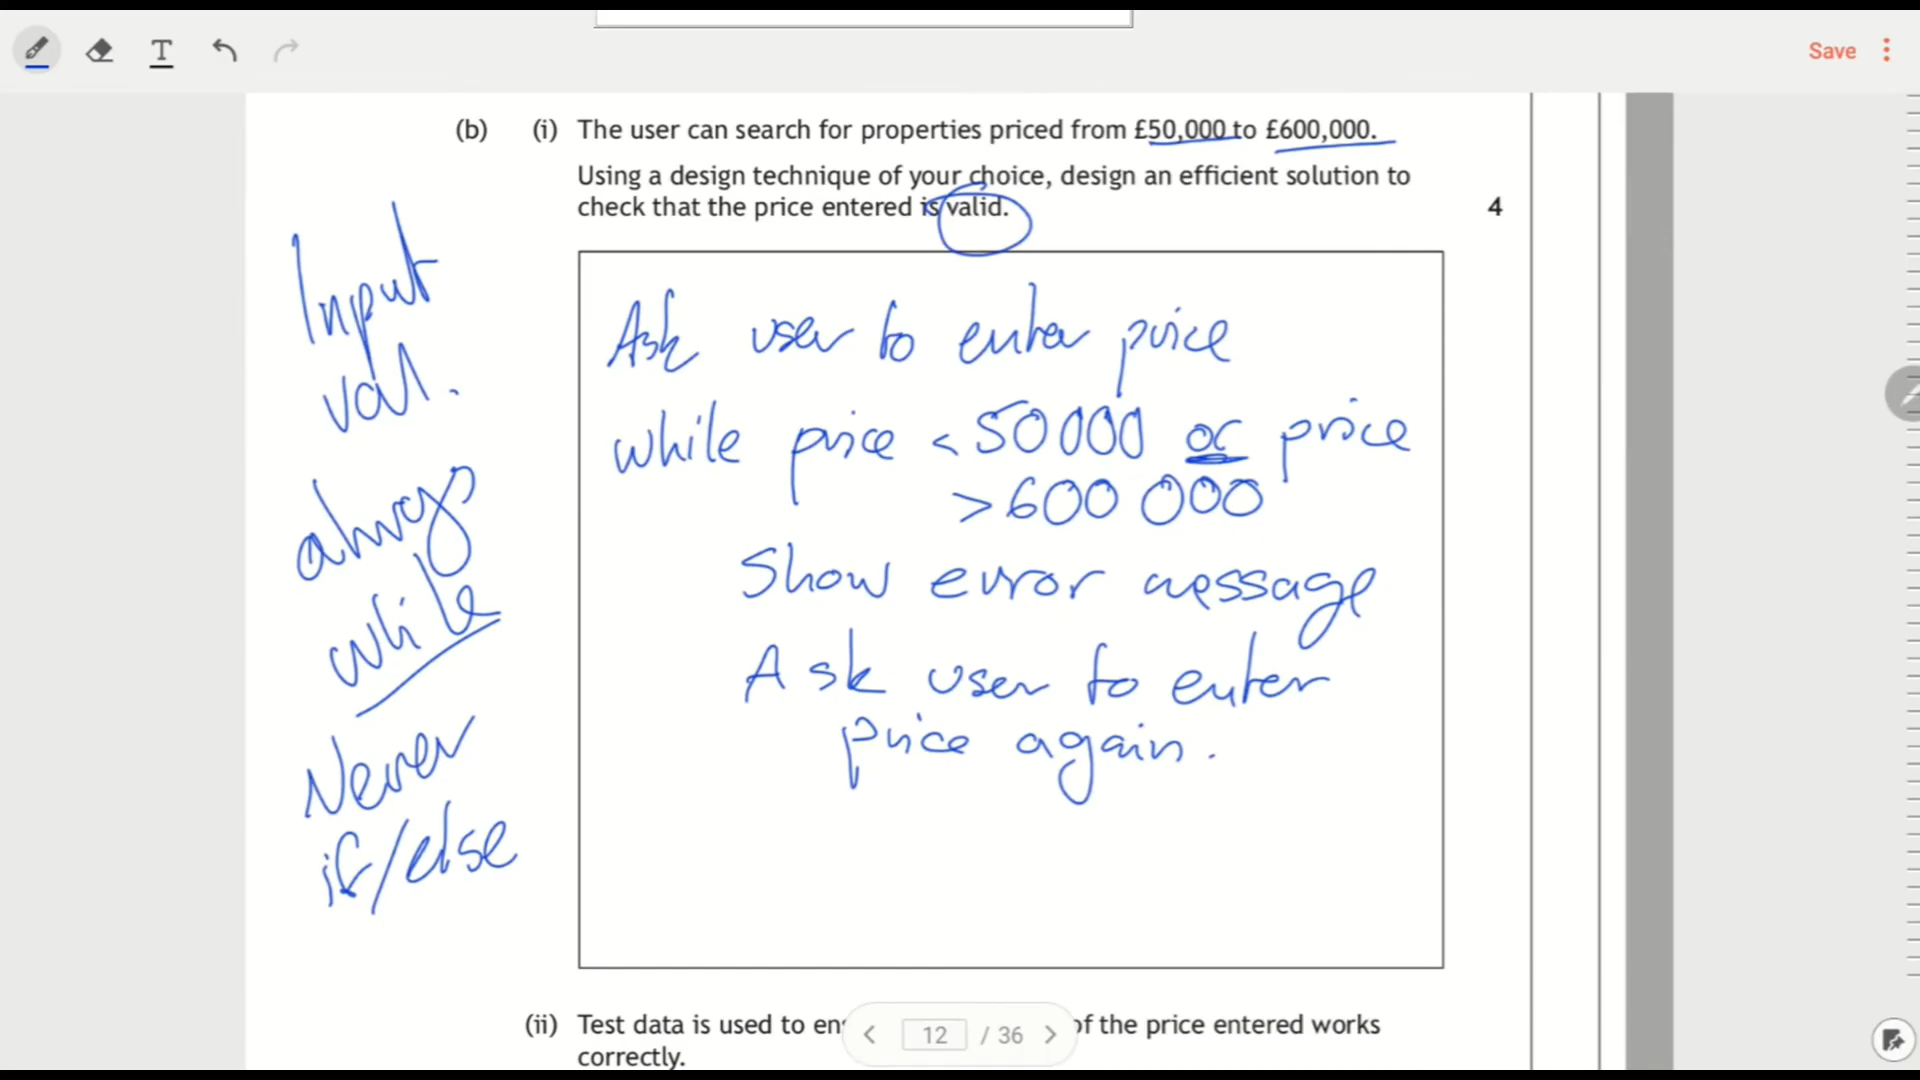 T
Save
(b) (i) The user can search for properties priced from £50,000 to £600,000.
Using a design technique of your choice, design an efficient solution to
check that the price entered is valid.
4
Input
val.
always
while
Never
if/else
Ask user to enter price
while price < 50000 or price
> 600 000
Show error message
Ask user to enter
price again.
(ii) Test data is used to en of the price entered works
correctly.
12 / 36